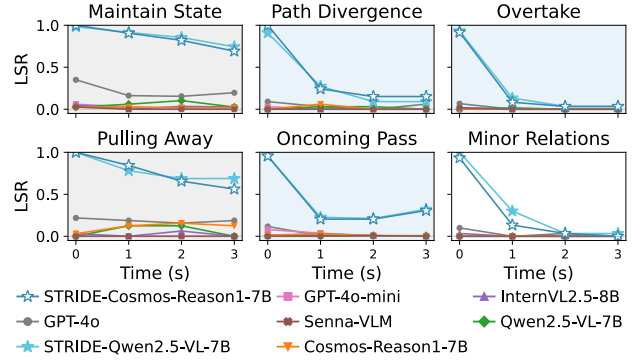 Maintain State Path Divergence Overtake
LSR 1.0 0.5 0.0
Pulling Away Oncoming Pass Minor Relations
LSR 1.0 0.5 0.0
0 1 2 3 0 1 2 3 0 1 2 3
Time (s) Time (s) Time (s)
STRIDE-Cosmos-Reason1-7B GPT-4o-mini InternVL2.5-8B
GPT-4o Senna-VLM Qwen2.5-VL-7B
STRIDE-Qwen2.5-VL-7B Cosmos-Reason1-7B